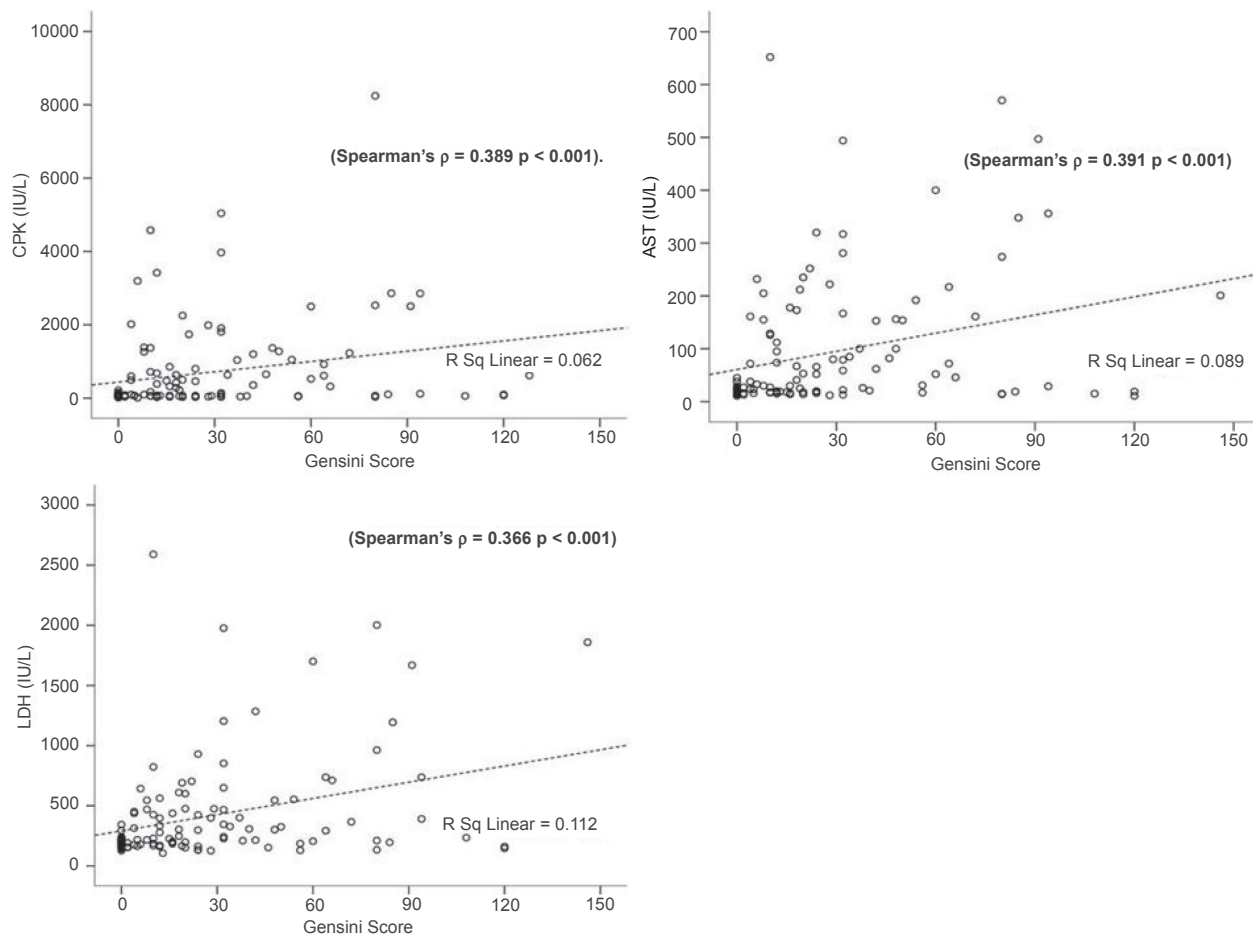 10000
8000
6000
4000
2000
0
CPK (IU/L)
(Spearman's ρ = 0.389 p < 0.001).
R Sq Linear = 0.062
0 30 60 90 120 150
Gensini Score
700
600
500
400
300
200
100
0
AST (IU/L)
(Spearman's ρ = 0.391 p < 0.001)
R Sq Linear = 0.089
0 30 60 90 120 150
Gensini Score
3000
2500
2000
1500
1000
500
0
LDH (IU/L)
(Spearman's ρ = 0.366 p < 0.001)
R Sq Linear = 0.112
0 30 60 90 120 150
Gensini Score